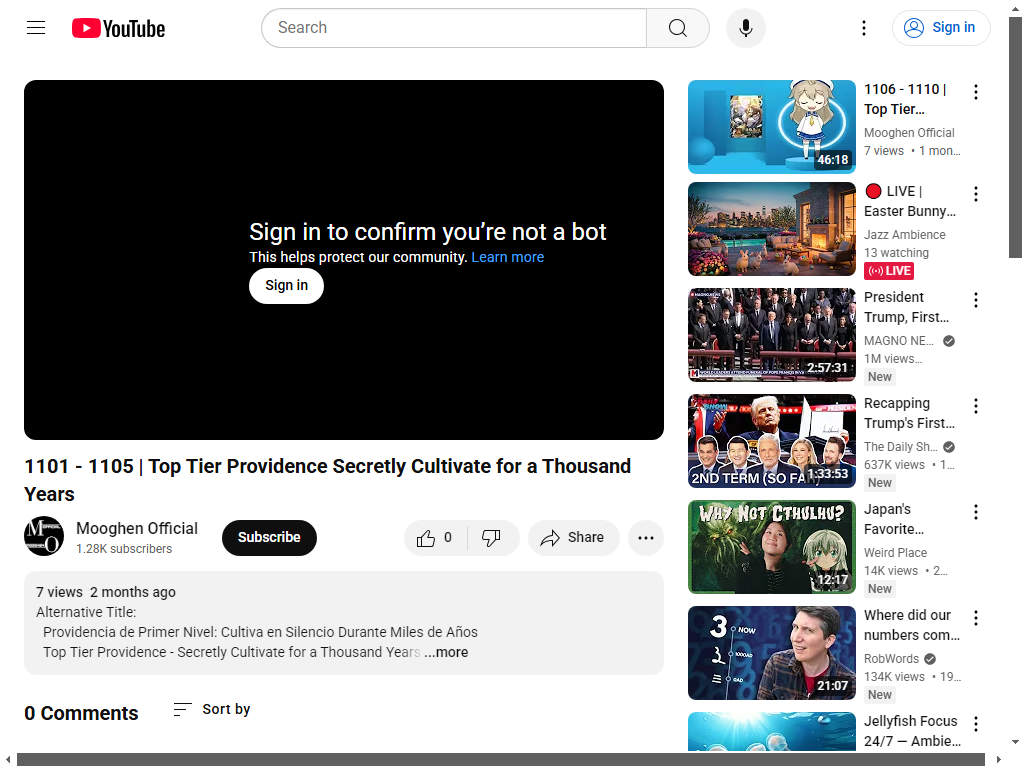 YouTube
Search
Sign in
Sign in to confirm you’re not a bot
This helps protect our community. Learn more
Sign in
1101 - 1105 | Top Tier Providence Secretly Cultivate for a Thousand
Years
Mooghen Official
1.28K subscribers
Subscribe
0
Share
7 views 2 months ago
Alternative Title:
Providencia de Primer Nivel: Cultiva en Silencio Durante Miles de Años
Top Tier Providence - Secretly Cultivate for a Thousand Years ...more
0 Comments
Sort by
46:18
1106 - 1110 |
Top Tier...
Mooghen Official
7 views • 1 mon...
LIVE |
Easter Bunny...
Jazz Ambience
13 watching
LIVE
2:57:31
President
Trump, First...
MAGNO NE...
1M views...
New
2ND TERM (SO FAR)
1:33:53
Recapping
Trump's First...
The Daily Sh...
637K views • 1...
New
WHY NOT CTHULHU?
12:17
Japan's
Favorite...
Weird Place
14K views • 2...
New
3 NOW
1000AD
0AD
21:07
Where did our
numbers com...
RobWords
134K views • 19...
New
Jellyfish Focus
24/7 — Ambie...